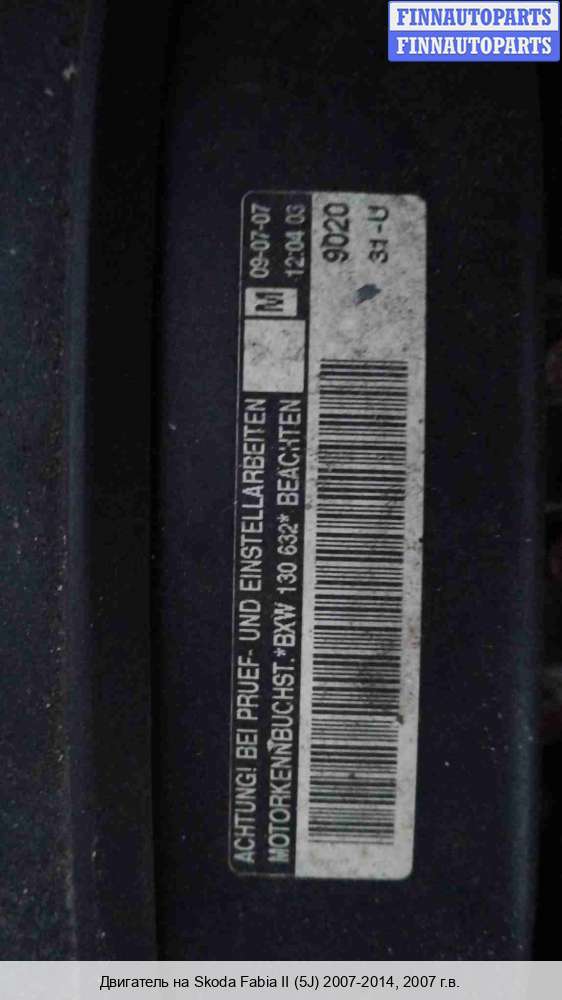 FINNAUTOPARTS
FINNAUTOPARTS
ACHTUNG! BEI PRUEF- UND EINSTELLARBEITEN
MOTORKENNBUCHST.*BXW 130 632* BEACHTEN
M
09-07-07
12:04 03
9020
31-U
Двигатель на Skoda Fabia II (5J) 2007-2014, 2007 г.в.